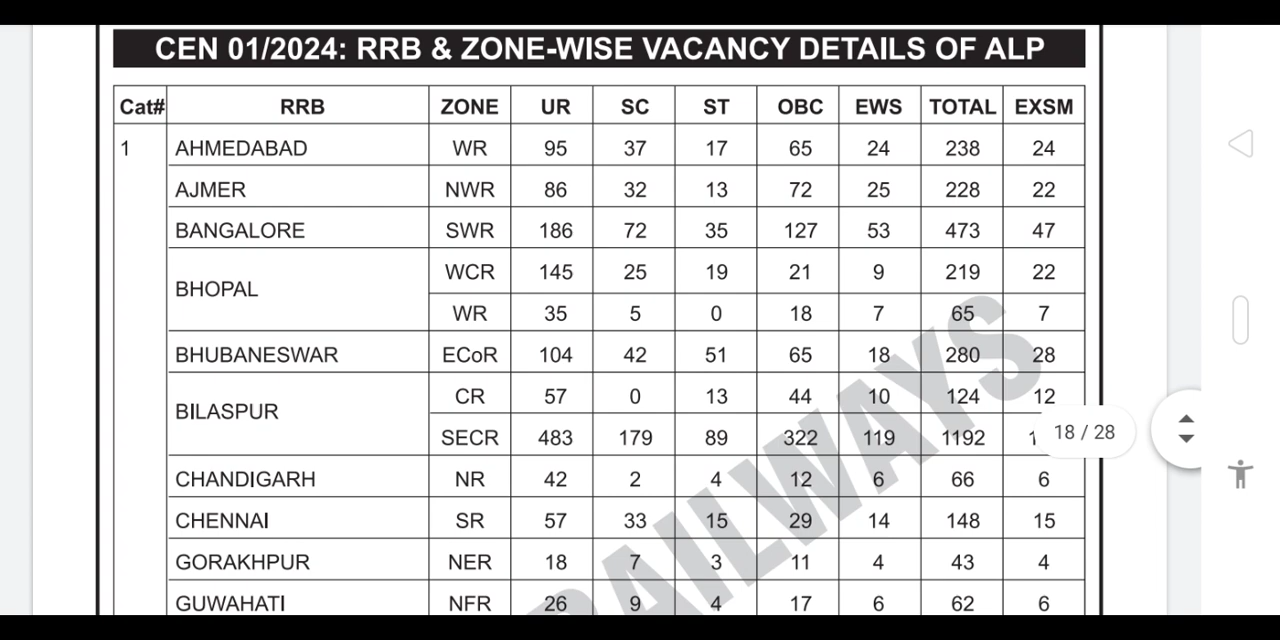 CEN 01/2024: RRB & ZONE-WISE VACANCY DETAILS OF ALP
Cat# RRB ZONE UR SC ST OBC EWS TOTAL EXSM
1 AHMEDABAD WR 95 37 17 65 24 238 24
AJMER NWR 86 32 13 72 25 228 22
BANGALORE SWR 186 72 35 127 53 473 47
BHOPAL WCR 145 25 19 21 9 219 22
WR 35 5 0 18 7 65 7
BHUBANESWAR ECoR 104 42 51 65 18 280 28
BILASPUR CR 57 0 13 44 10 124 12
SECR 483 179 89 322 119 1192
18 / 28
CHANDIGARH NR 42 2 4 12 6 66 6
CHENNAI SR 57 33 15 29 14 148 15
GORAKHPUR NER 18 7 3 11 4 43 4
GUWAHATI NFR 26 9 4 17 6 62 6
RAILWAYS